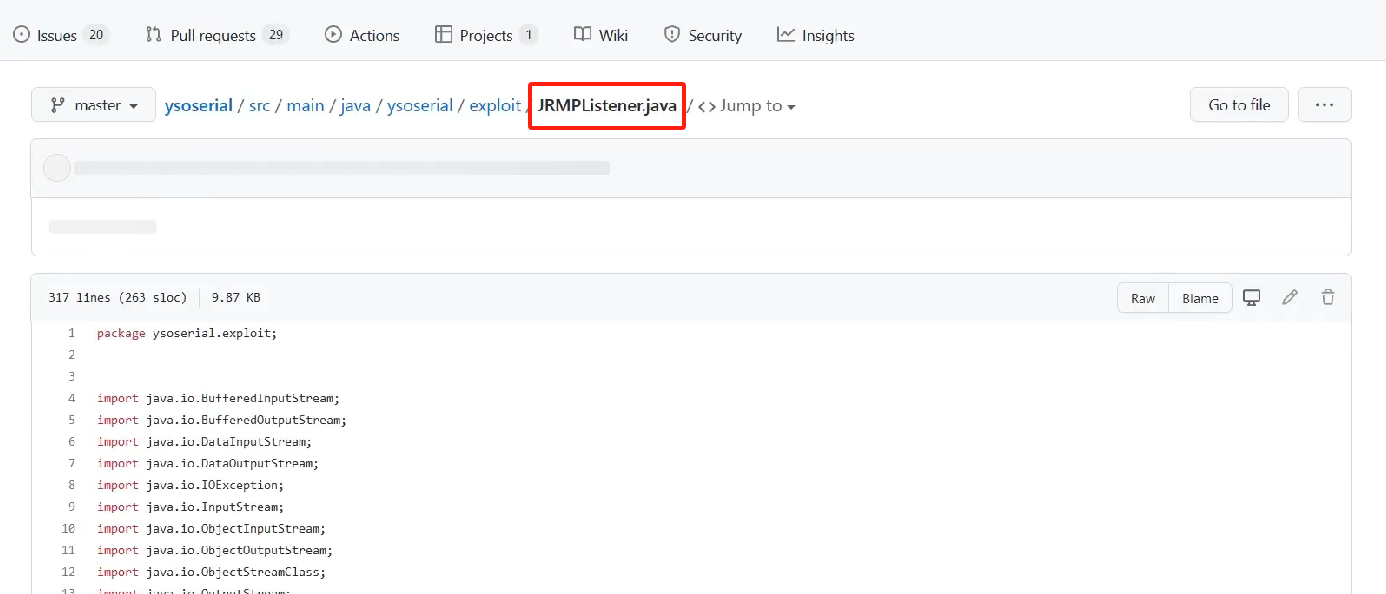 Issues 20 Pull requests 29 Actions Projects 1 Wiki Security Insights
master ysoserial / src / main / java / ysoserial / exploit / JRMPListener.java / <> Jump to Go to file ...
317 lines (263 sloc) 9.87 KB Raw Blame
1 package ysoserial.exploit;
2
3
4 import java.io.BufferedInputStream;
5 import java.io.BufferedOutputStream;
6 import java.io.DataInputStream;
7 import java.io.DataOutputStream;
8 import java.io.IOException;
9 import java.io.InputStream;
10 import java.io.ObjectInputStream;
11 import java.io.ObjectOutputStream;
12 import java.io.ObjectStreamClass;
13 import java.io.OutputStream;